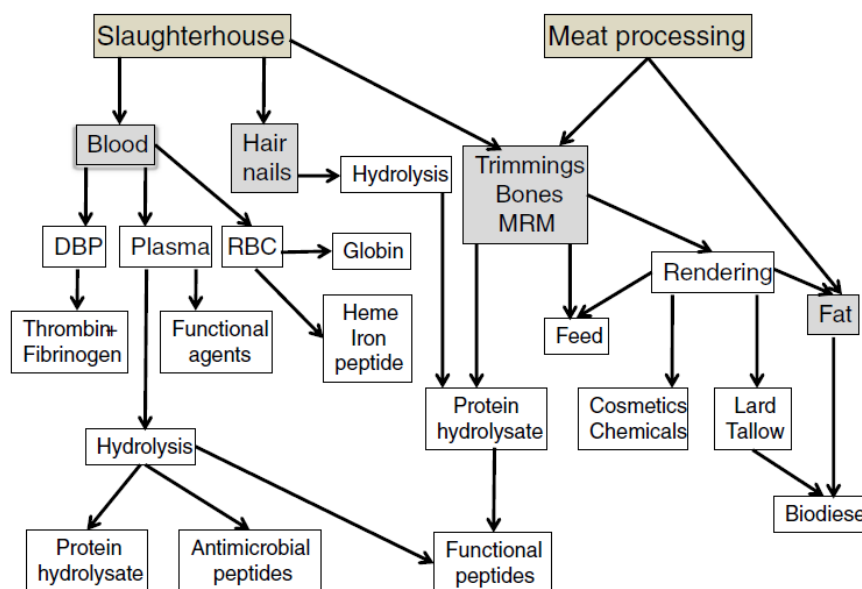 Slaughterhouse
Meat processing
Blood
Hair
nails
Hydrolysis
Trimmings
Bones
MRM
DBP
Plasma
RBC
Globin
Rendering
Thrombin+
Fibrinogen
Functional
agents
Heme
Iron
peptide
Feed
Fat
Protein
hydrolysate
Cosmetics
Chemicals
Lard
Tallow
Hydrolysis
Biodiese
Protein
hydrolysate
Antimicrobial
peptides
Functional
peptides